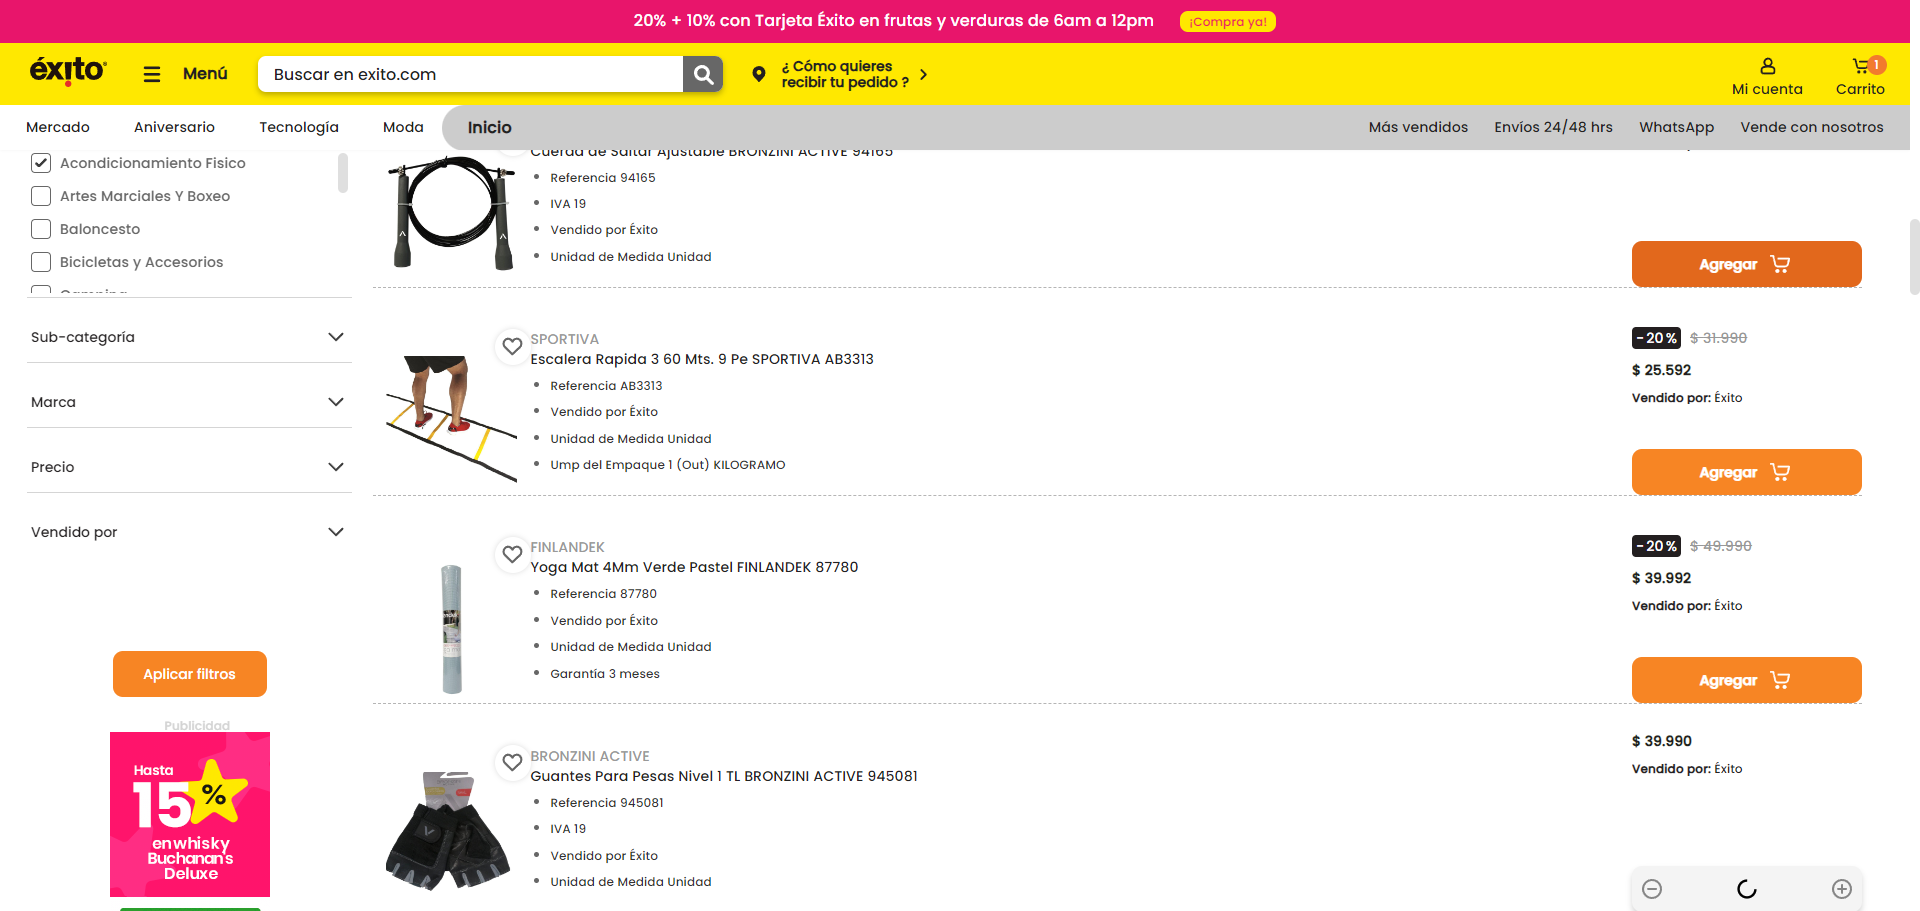 20% + 10% con Tarjeta Éxito en frutas y verduras de 6am a 12pm
¡Compra ya!
éxito
Menú
Buscar en exito.com
¿ Cómo quieres
recibir tu pedido ?
Mi cuenta
1
Carrito
Mercado
Aniversario
Tecnología
Moda
Inicio
Más vendidos
Envíos 24/48 hrs
WhatsApp
Vende con nosotros
Acondicionamiento Fisico
Artes Marciales Y Boxeo
Baloncesto
Bicicletas y Accesorios
Camping
Sub-categoría
Marca
Precio
Vendido por
Aplicar filtros
Publicidad
Hasta
15%
en whisky
Buchanan's
Deluxe
Cuerda de Saltar Ajustable BRONZINI ACTIVE 94165
Referencia 94165
IVA 19
Vendido por Éxito
Unidad de Medida Unidad
Agregar
SPORTIVA
Escalera Rapida 3 60 Mts. 9 Pe SPORTIVA AB3313
Referencia AB3313
Vendido por Éxito
Unidad de Medida Unidad
Ump del Empaque 1 (Out) KILOGRAMO
-20% $ 31.990
$ 25.592
Vendido por: Éxito
Agregar
FINLANDEK
Yoga Mat 4Mm Verde Pastel FINLANDEK 87780
Referencia 87780
Vendido por Éxito
Unidad de Medida Unidad
Garantía 3 meses
-20% $ 49.990
$ 39.992
Vendido por: Éxito
Agregar
BRONZINI ACTIVE
Guantes Para Pesas Nivel 1 TL BRONZINI ACTIVE 945081
Referencia 945081
IVA 19
Vendido por Éxito
Unidad de Medida Unidad
$ 39.990
Vendido por: Éxito